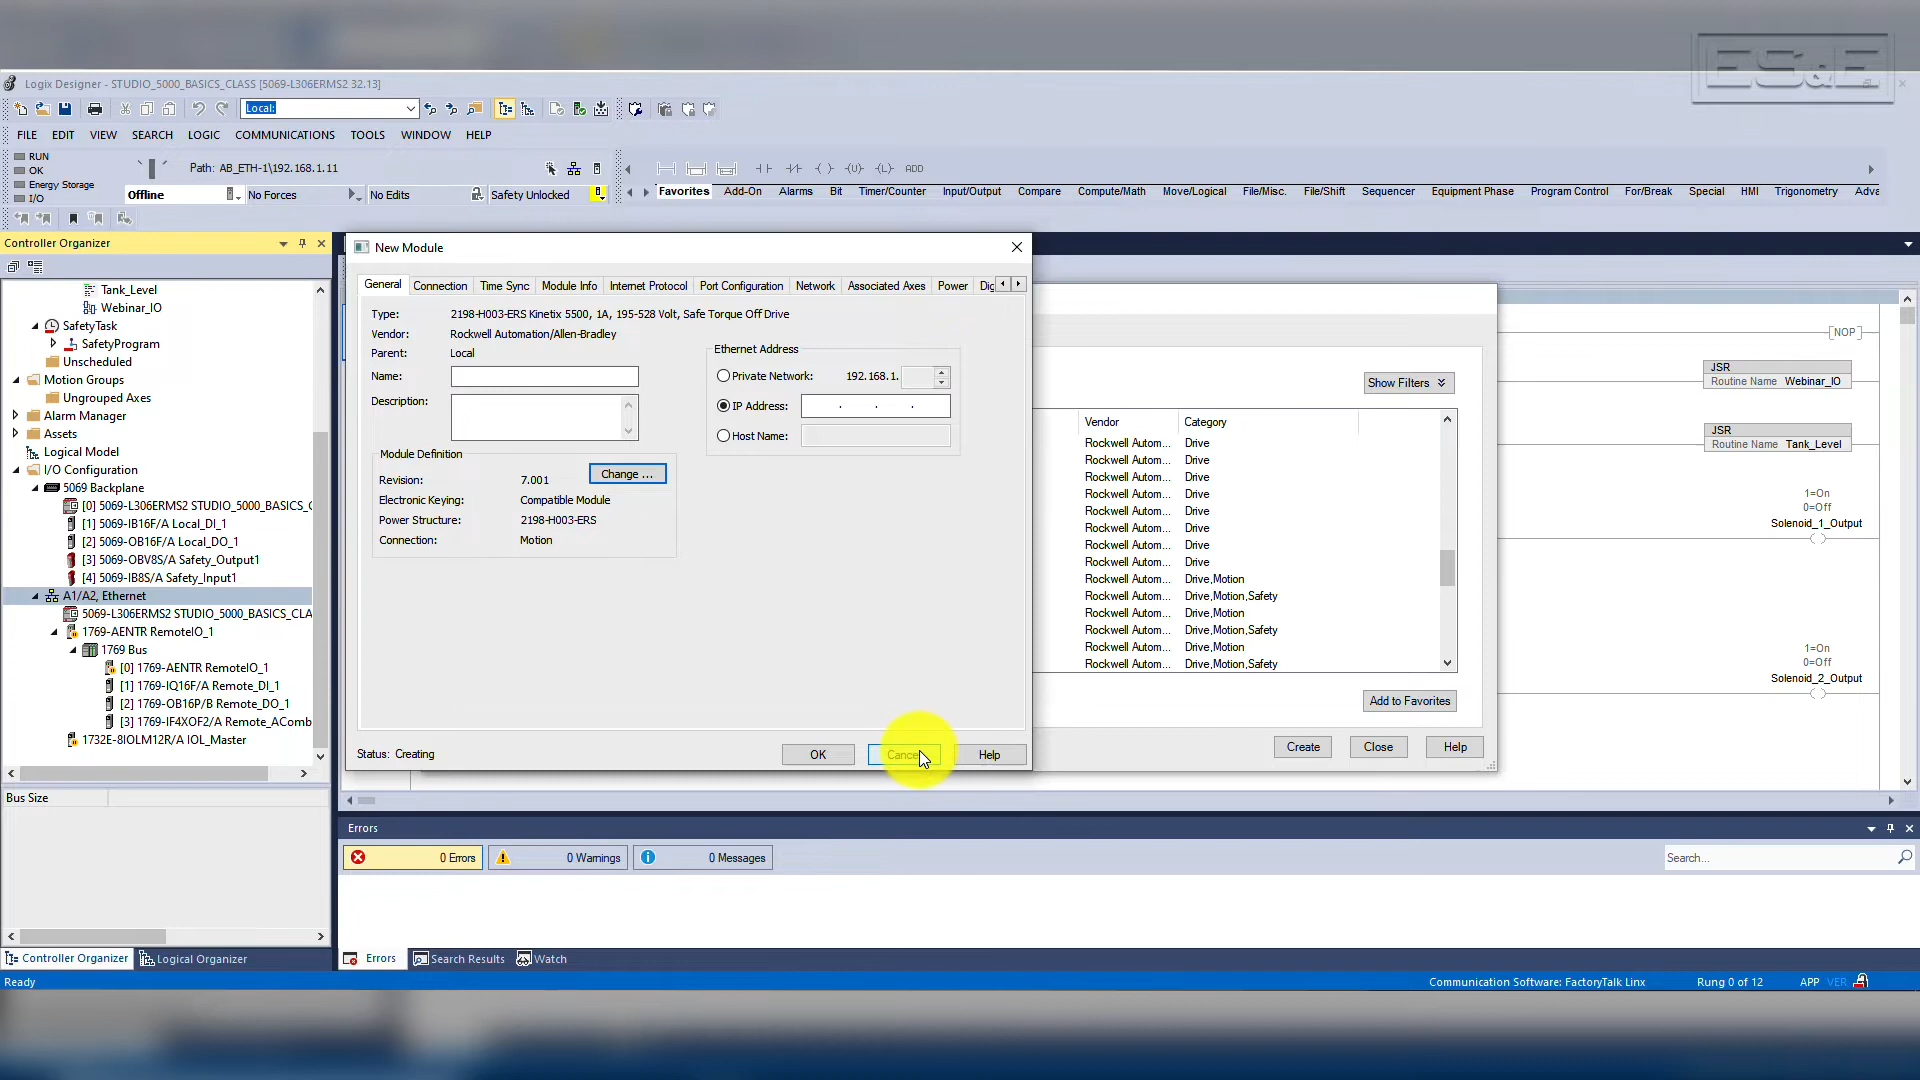 ES&E
Logix Designer - STUDIO_5000_BASICS_CLASS [5069-L306ERMS2 32.13]
Local:
FILE EDIT VIEW SEARCH LOGIC COMMUNICATIONS TOOLS WINDOW HELP
RUN
OK
Energy Storage
I/O
Path: AB_ETH-1\192.168.1.11
Offline No Forces No Edits Safety Unlocked
ADD
Favorites Add-On Alarms Bit Timer/Counter Input/Output Compare Compute/Math Move/Logical File/Misc. File/Shift Sequencer Equipment Phase Program Control For/Break Special HMI Trigonometry Adva
Controller Organizer
Tank_Level
Webinar_IO
SafetyTask
SafetyProgram
Unscheduled
Motion Groups
Ungrouped Axes
Alarm Manager
Assets
Logical Model
I/O Configuration
5069 Backplane
[0] 5069-L306ERMS2 STUDIO_5000_BASICS_C
[1] 5069-IB16F/A Local_DI_1
[2] 5069-OB16F/A Local_DO_1
[3] 5069-OBV8S/A Safety_Output1
[4] 5069-IB8S/A Safety_Input1
A1/A2, Ethernet
5069-L306ERMS2 STUDIO_5000_BASICS_CLA
1769-AENTR RemoteIO_1
1769 Bus
[0] 1769-AENTR RemoteIO_1
[1] 1769-IQ16F/A Remote_DI_1
[2] 1769-OB16P/B Remote_DO_1
[3] 1769-IF4XOF2/A Remote_AComb
1732E-8IOLM12R/A IOL_Master
Bus Size
Controller Organizer Logical Organizer
New Module
General Connection Time Sync Module Info Internet Protocol Port Configuration Network Associated Axes Power Dig
Type: 2198-H003-ERS Kinetix 5500, 1A, 195-528 Volt, Safe Torque Off Drive
Vendor: Rockwell Automation/Allen-Bradley
Parent: Local
Name:
Description:
Ethernet Address
Private Network: 192.168.1.
IP Address: . . .
Host Name:
Module Definition
Revision: 7.001 Change ...
Electronic Keying: Compatible Module
Power Structure: 2198-H003-ERS
Connection: Motion
Status: Creating
OK Cancel Help
Show Filters
Vendor Category
Rockwell Autom... Drive
Rockwell Autom... Drive
Rockwell Autom... Drive
Rockwell Autom... Drive
Rockwell Autom... Drive
Rockwell Autom... Drive
Rockwell Autom... Drive
Rockwell Autom... Drive
Rockwell Autom... Drive,Motion
Rockwell Autom... Drive,Motion,Safety
Rockwell Autom... Drive,Motion
Rockwell Autom... Drive,Motion,Safety
Rockwell Autom... Drive,Motion
Rockwell Autom... Drive,Motion,Safety
Add to Favorites
Create Close Help
NOP
JSR
Routine Name Webinar_IO
JSR
Routine Name Tank_Level
1=On
0=Off
Solenoid_1_Output
1=On
0=Off
Solenoid_2_Output
Errors
0 Errors 0 Warnings 0 Messages
Search...
Errors Search Results Watch
Ready
Communication Software: FactoryTalk Linx Rung 0 of 12 APP VER